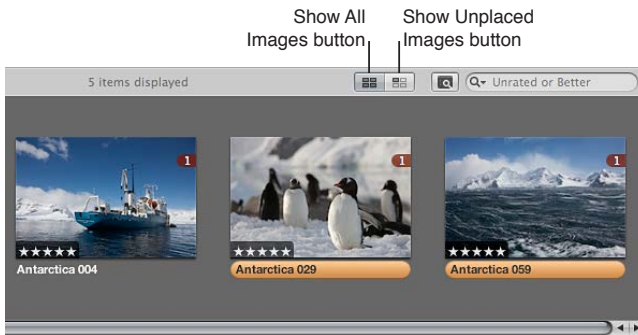 Show All
Images button
Show Unplaced
Images button
5 items displayed
Unrated or Better
1
1
1
Antarctica 004
Antarctica 029
Antarctica 059